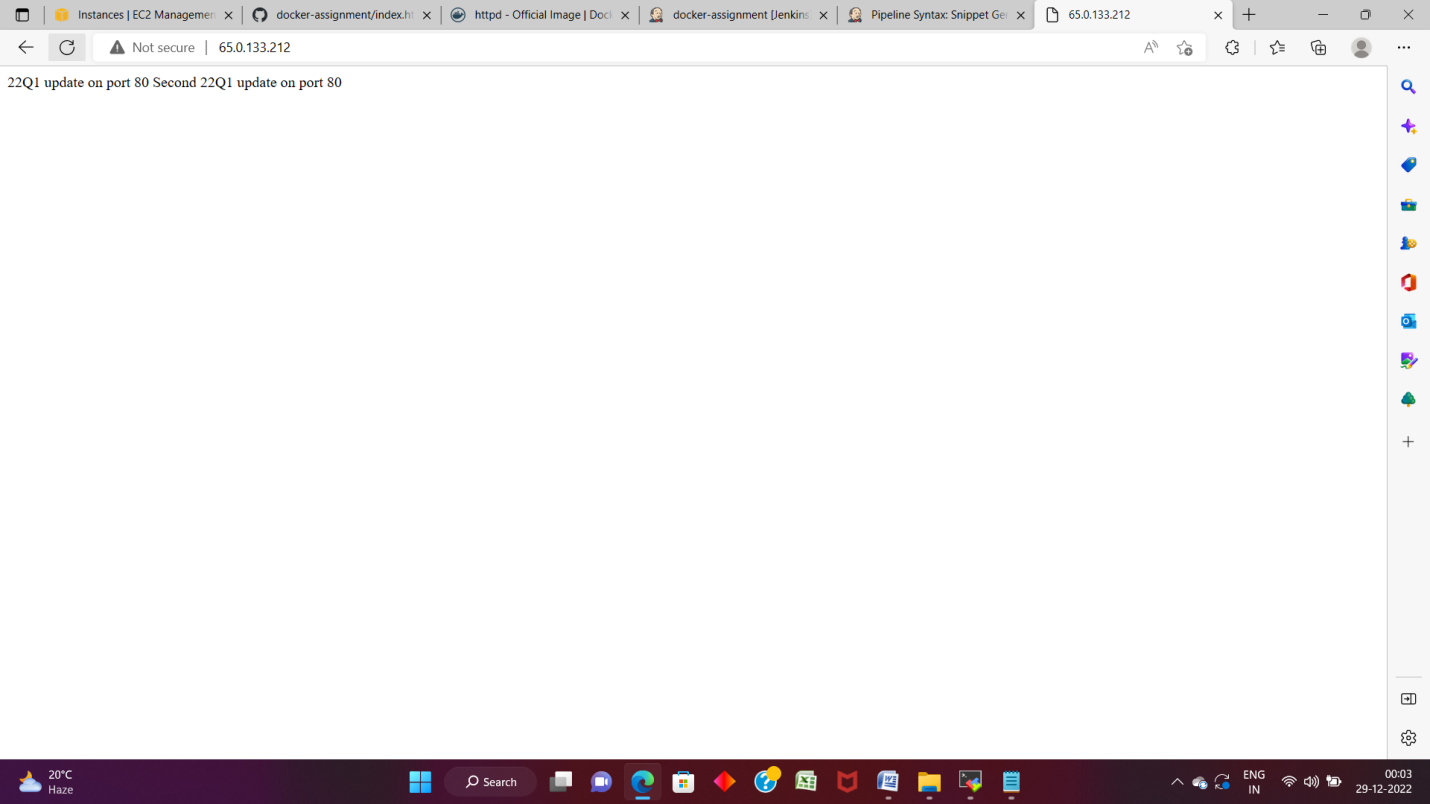 Instances | EC2 Managemen
docker-assignment/index.ht
httpd - Official Image | Doc
docker-assignment [Jenkins
Pipeline Syntax: Snippet Ge
65.0.133.212
Not secure
65.0.133.212
22Q1 update on port 80 Second 22Q1 update on port 80
20°C
Haze
Search
ENG
IN
00:03
29-12-2022